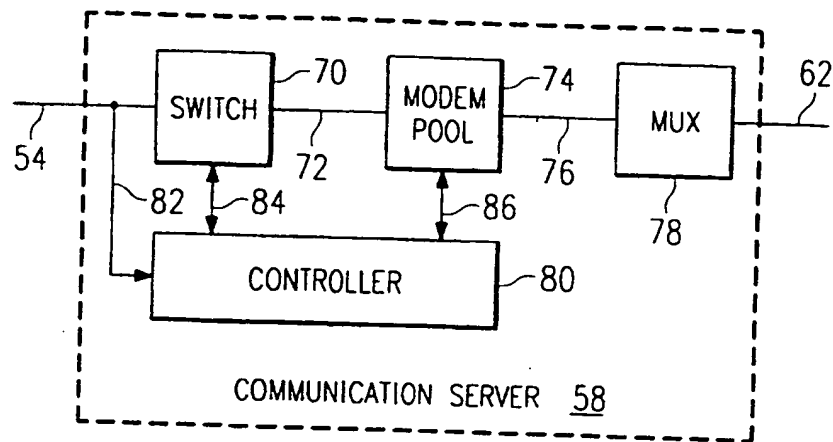 70
74
62
SWITCH
MODEM
POOL
MUX
54
72
76
82
84
86
78
CONTROLLER
80
COMMUNICATION SERVER 58